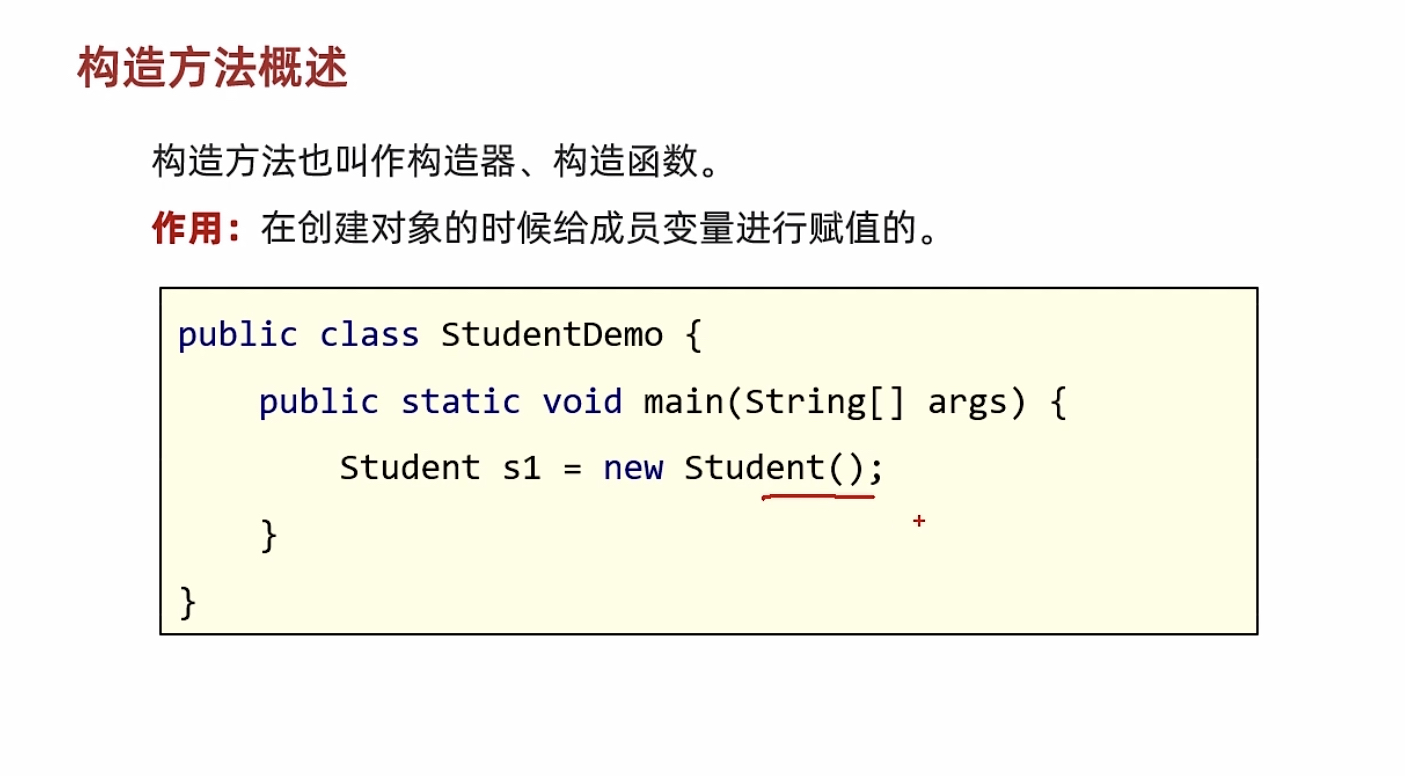 构造方法概述
构造方法也叫作构造器、构造函数。
作用：在创建对象的时候给成员变量进行赋值的。
public class StudentDemo {
    public static void main(String[] args) {
        Student s1 = new Student();
    }
}